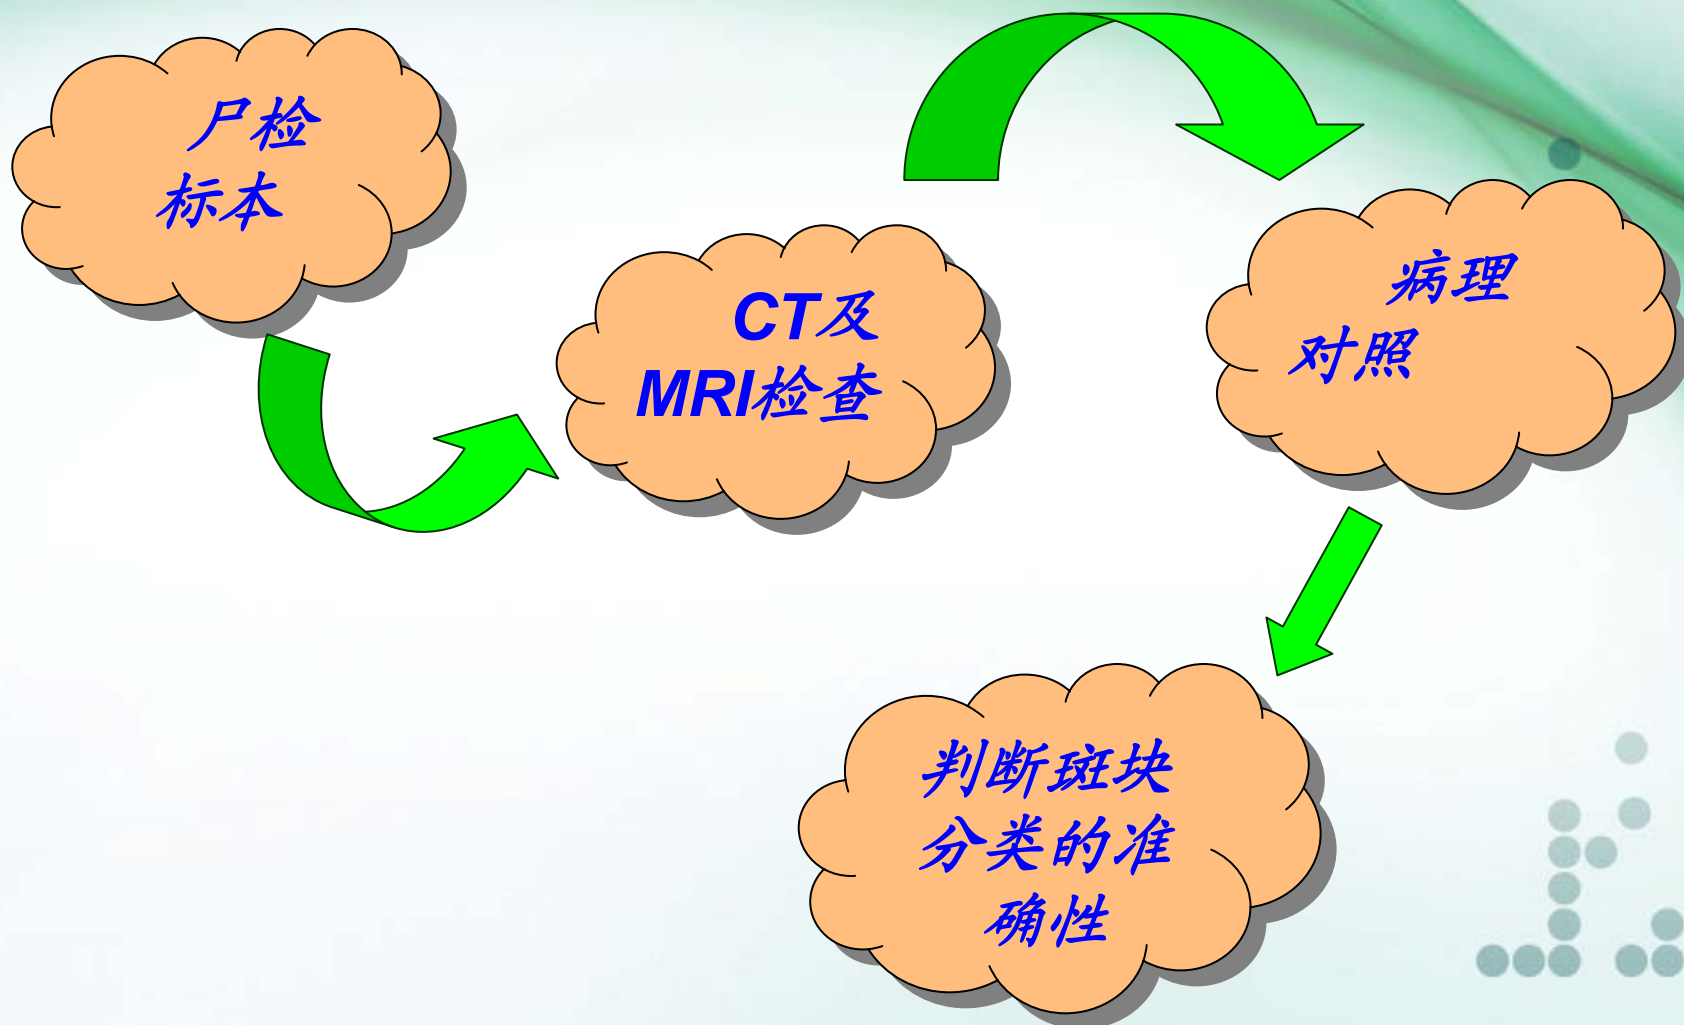 尸检
标本
CT及
MRI检查
病理
对照
判断斑块
分类的准
确性